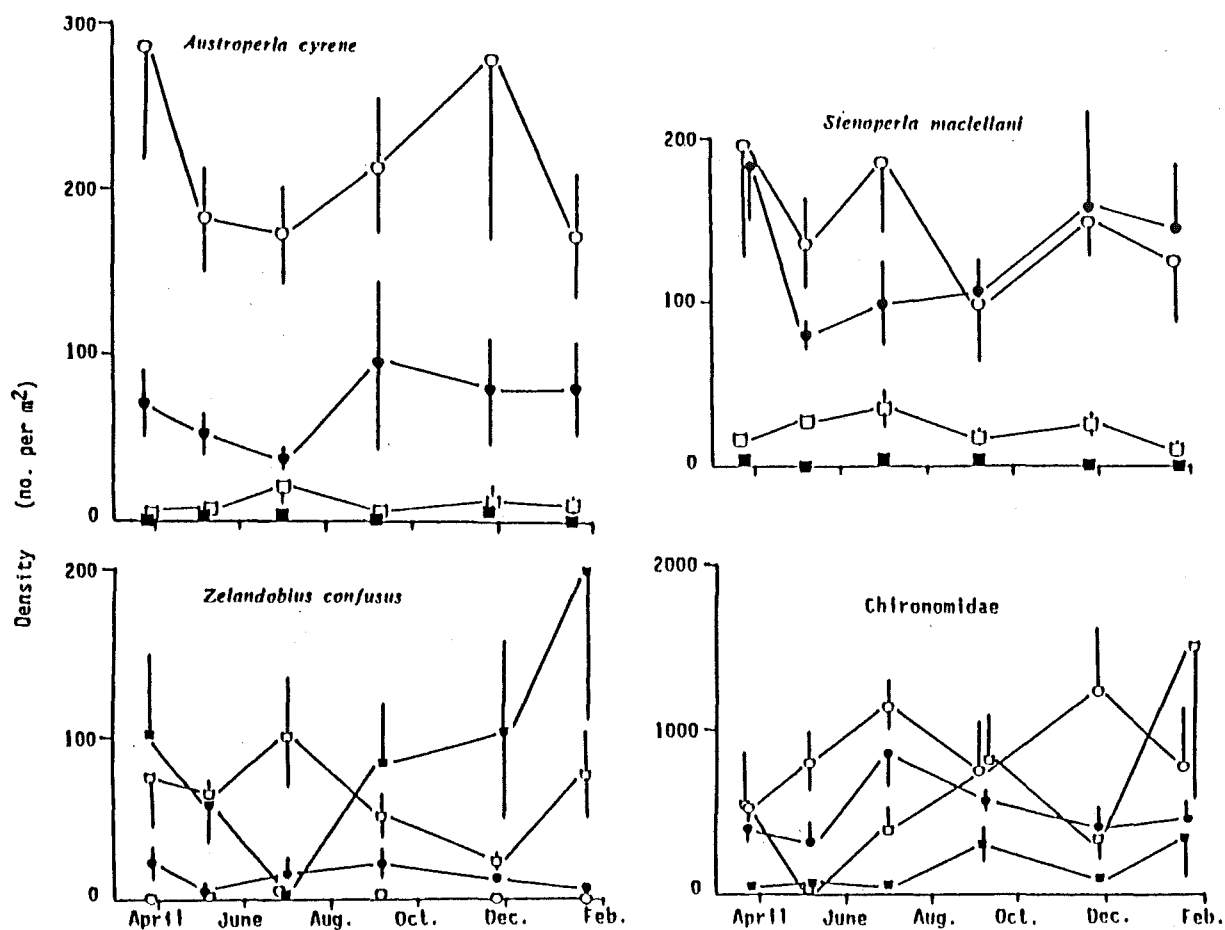 300
Austroperla cyrene
200
100
0
Stenoperla maclellani
200
100
0
Density (no. per m²)
200
Zelandobius confusus
100
0
April June Aug. Oct. Dec. Feb.
2000
Chironomidae
1000
0
April June Aug. Oct. Dec. Feb.